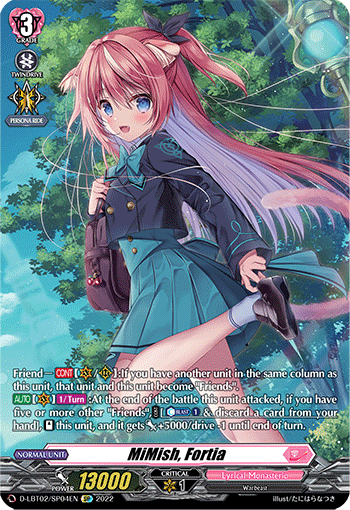 3
GRADE
TWINDRIVE
PERSONA RIDE
Friend— CONT [ / ]:If you have another unit in the same column as
this unit, that unit and this unit become "Friends".
AUTO [ 1/Turn ]:At the end of the battle this unit attacked, if you have
five or more other "Friends", BLAST 1 & discard a card from your
hand, this unit, and it gets +5000/drive -1 until end of turn.
NORMAL UNIT
MiMish, Fortia
POWER 13000
CRITICAL
1
Lyrical Monasterio
Warbeast
D-LBT02/SP04EN SP 2022
illust/たにはらなつき